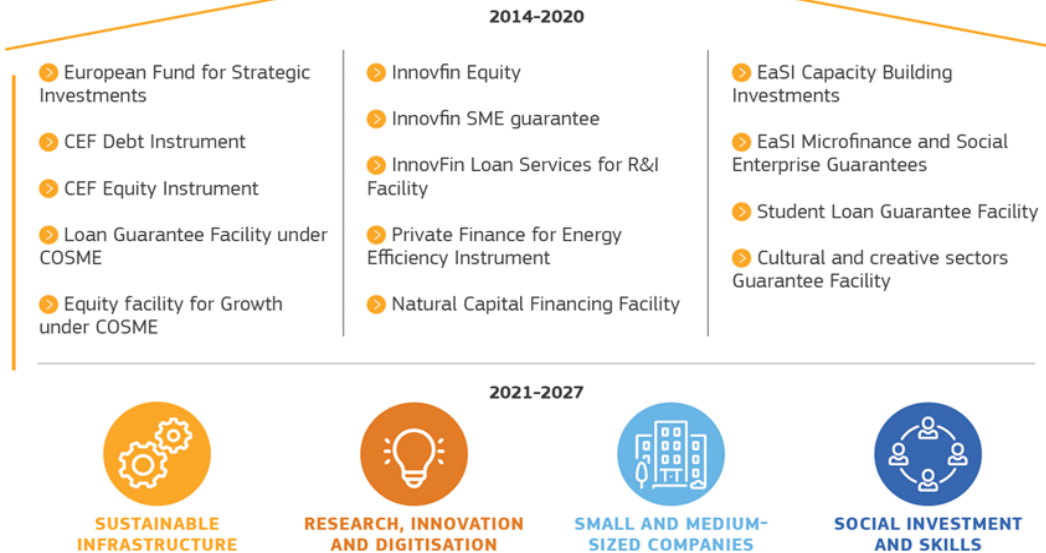 2014-2020
European Fund for Strategic
Investments
CEF Debt Instrument
CEF Equity Instrument
Loan Guarantee Facility under
COSME
Equity facility for Growth
under COSME
Innovfin Equity
Innovfin SME guarantee
InnovFin Loan Services for R&I
Facility
Private Finance for Energy
Efficiency Instrument
Natural Capital Financing Facility
EaSI Capacity Building
Investments
EaSI Microfinance and Social
Enterprise Guarantees
Student Loan Guarantee Facility
Cultural and creative sectors
Guarantee Facility
2021-2027
SUSTAINABLE
INFRASTRUCTURE
RESEARCH, INNOVATION
AND DIGITISATION
SMALL AND MEDIUM-
SIZED COMPANIES
SOCIAL INVESTMENT
AND SKILLS